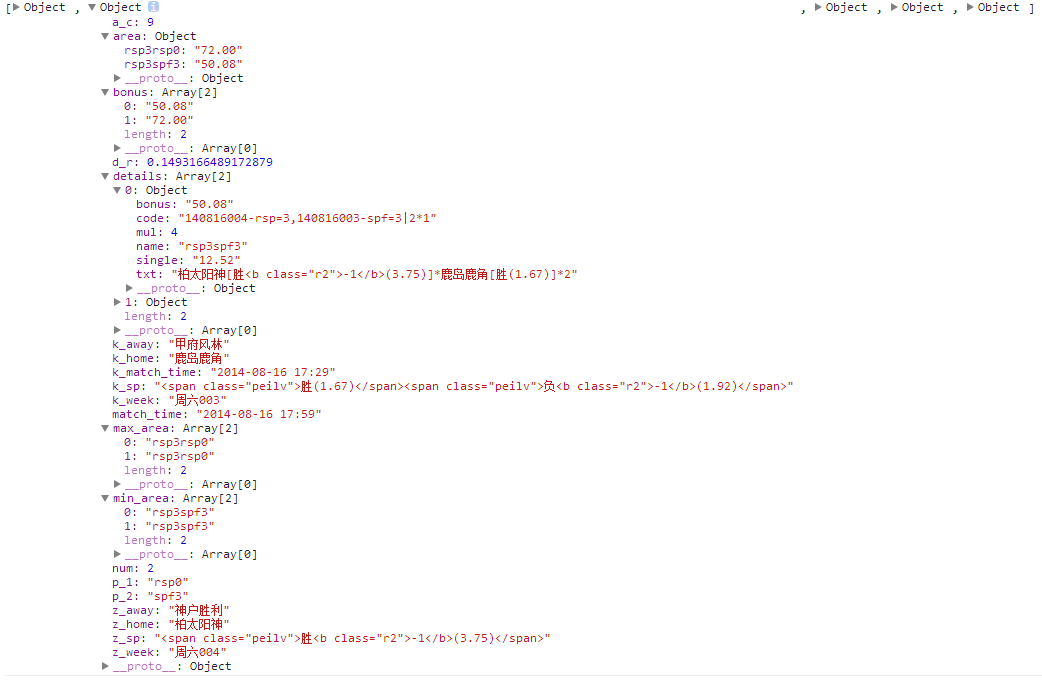 [▶Object , ▼Object i , ▶Object , ▶Object , ▶Object ]
a_c: 9
▼area: Object
rsp3rsp0: "72.00"
rsp3spf3: "50.08"
▶__proto__: Object
▼bonus: Array[2]
0: "50.08"
1: "72.00"
length: 2
▶__proto__: Array[0]
d_r: 0.1493166489172879
▼details: Array[2]
▼0: Object
bonus: "50.08"
code: "140816004-rsp=3,140816003-spf=3|2*1"
mul: 4
name: "rsp3spf3"
single: "12.52"
txt: "柏太阳神[胜<b class="r2">-1</b>(3.75)]*鹿岛鹿角[胜(1.67)]*2"
▶__proto__: Object
▶1: Object
length: 2
▶__proto__: Array[0]
k_away: "甲府风林"
k_home: "鹿岛鹿角"
k_match_time: "2014-08-16 17:29"
k_sp: "<span class="peilv">胜(1.67)</span><span class="peilv">负<b class="r2">-1</b>(1.92)</span>"
k_week: "周六003"
match_time: "2014-08-16 17:59"
▼max_area: Array[2]
0: "rsp3rsp0"
1: "rsp3rsp0"
length: 2
▶__proto__: Array[0]
▼min_area: Array[2]
0: "rsp3spf3"
1: "rsp3spf3"
length: 2
▶__proto__: Array[0]
num: 2
p_1: "rsp0"
p_2: "spf3"
z_away: "神户胜利"
z_home: "柏太阳神"
z_sp: "<span class="peilv">胜<b class="r2">-1</b>(3.75)</span>"
z_week: "周六004"
▶__proto__: Object